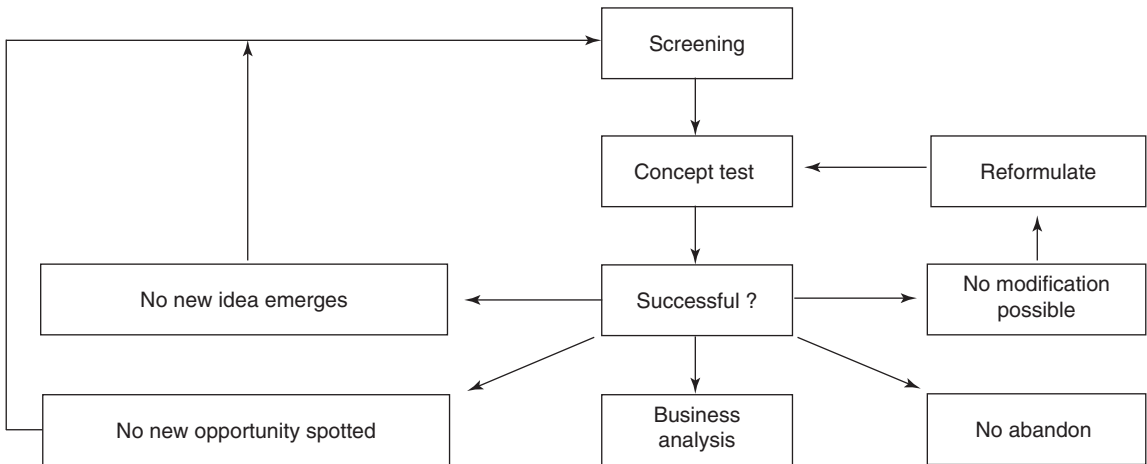 Screening
Concept test
Reformulate
No new idea emerges
Successful ?
No modification
possible
No new opportunity spotted
Business
analysis
No abandon